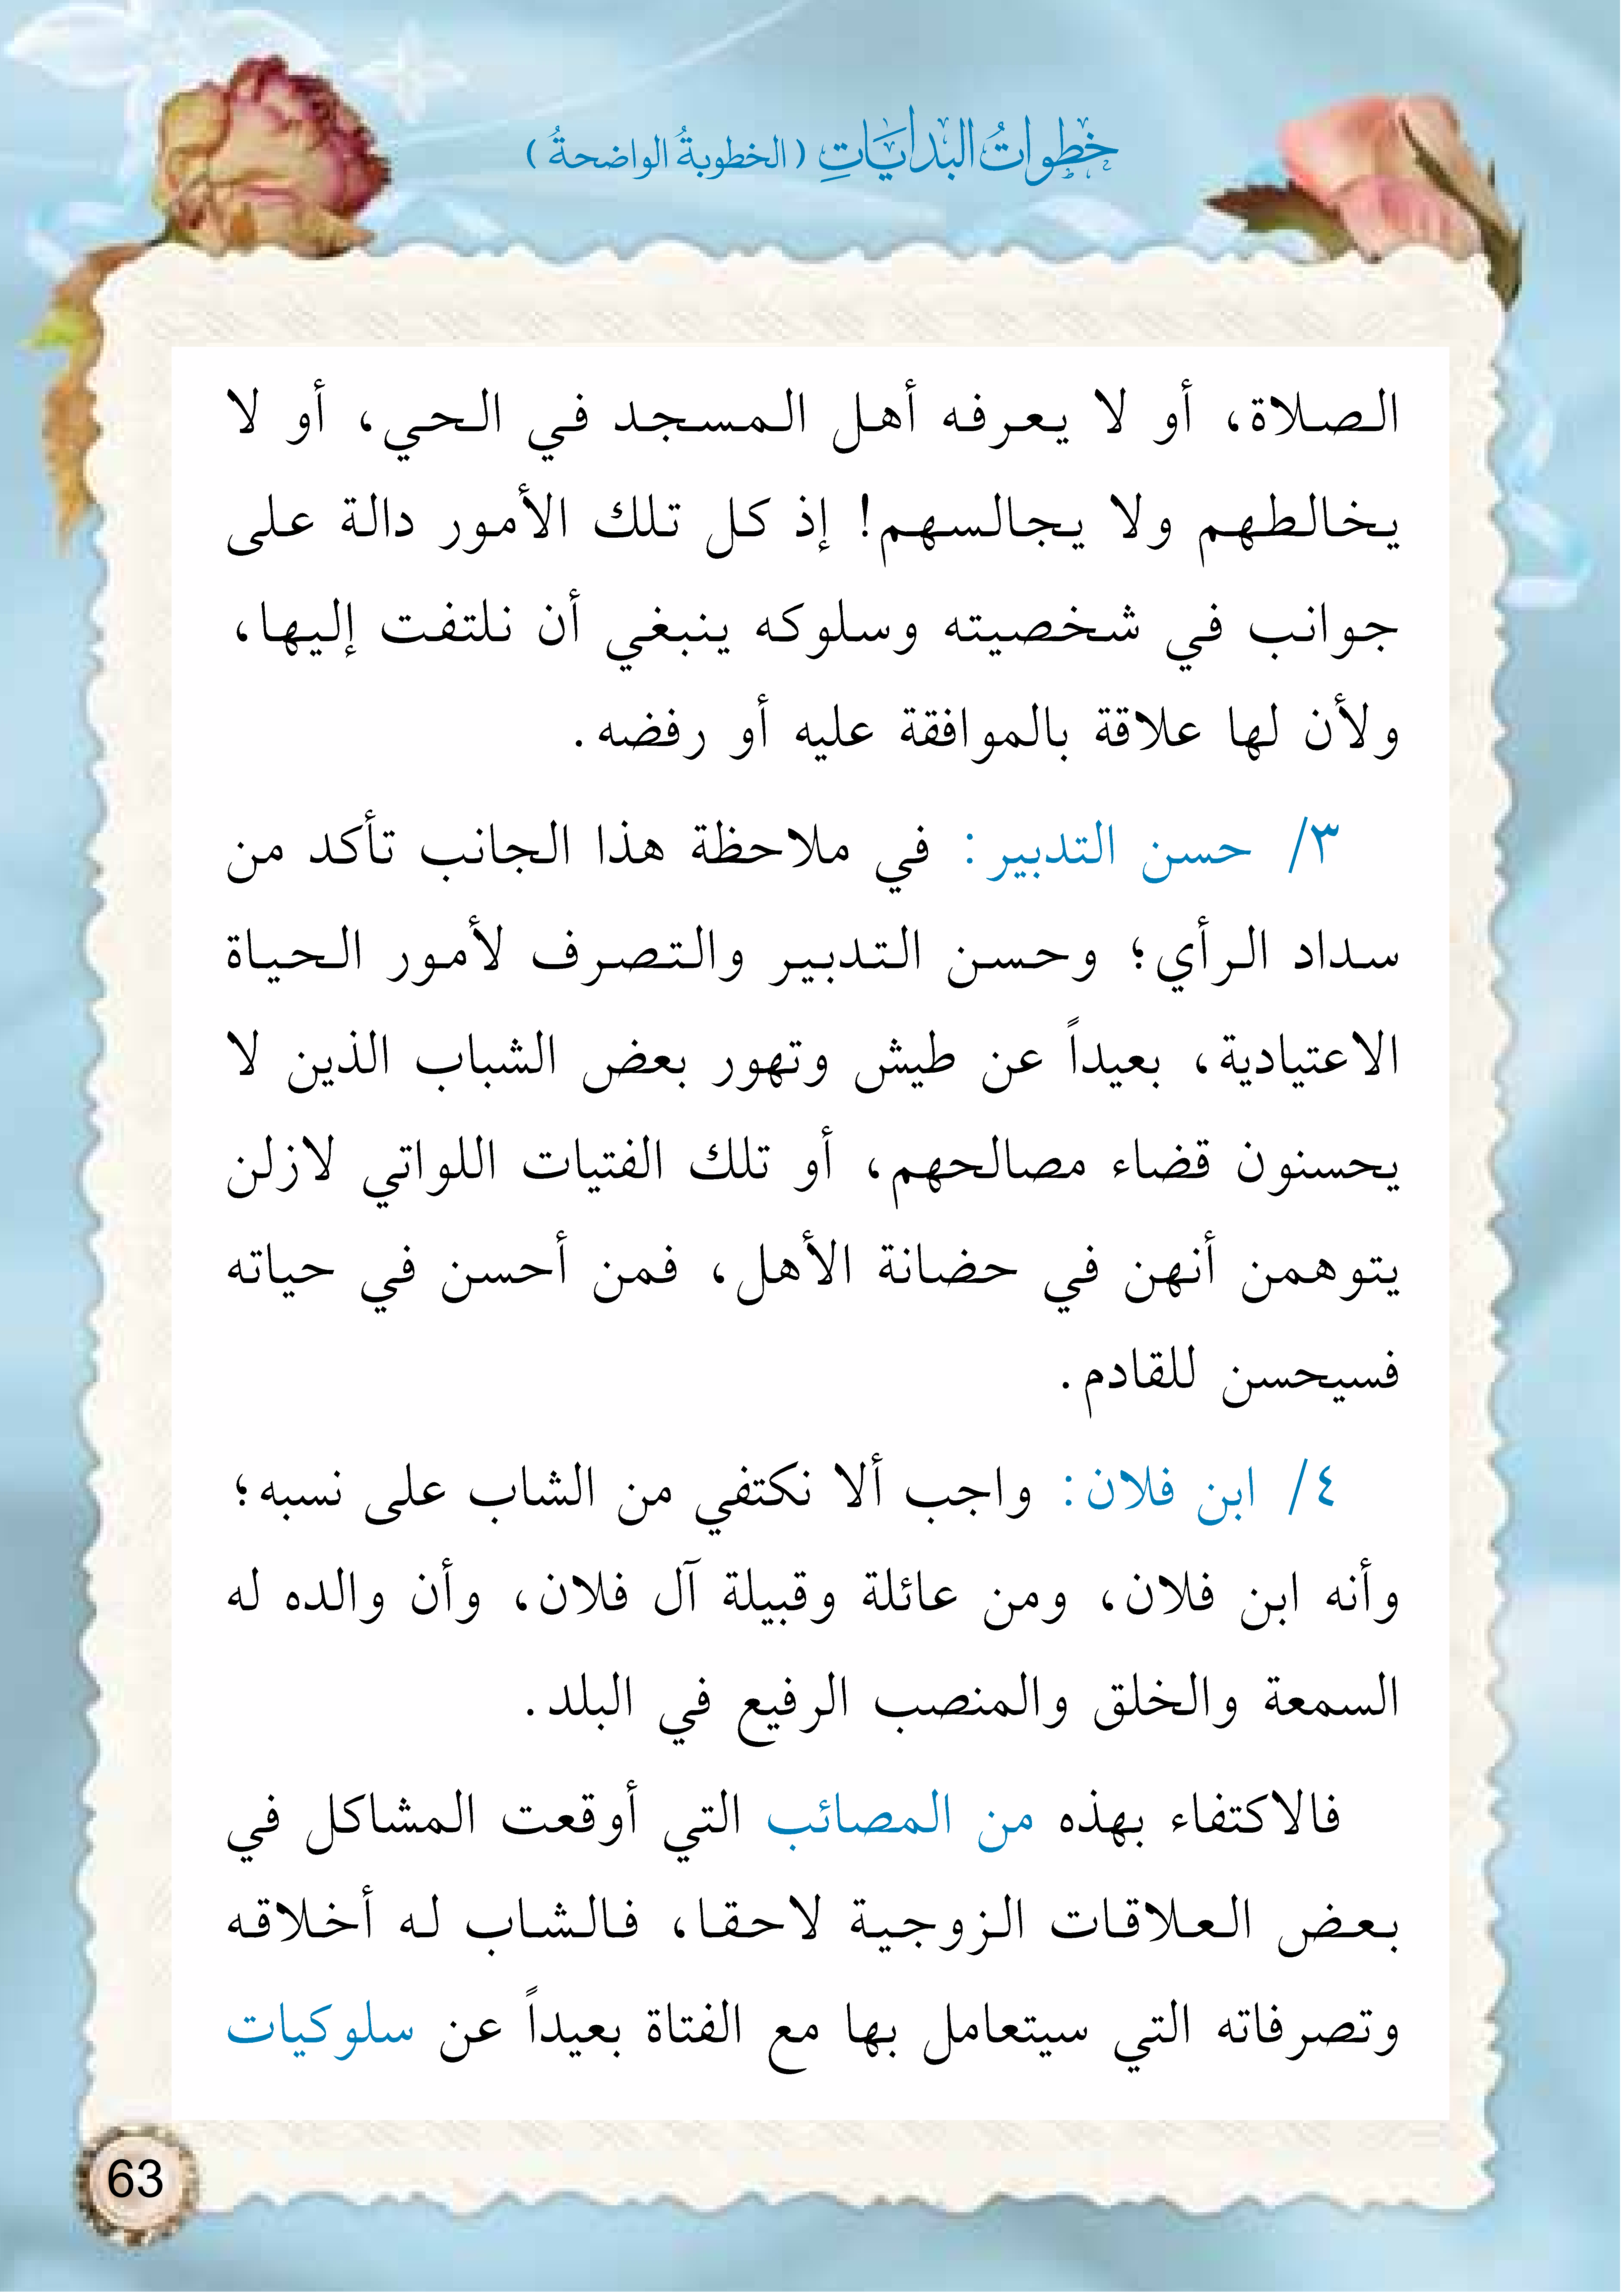 خطواتُ البدايَاتِ ( الخطوبةُ الواضحةُ )
الصلاة، أو لا يعرفه أهل المسجد في الحي، أو لا
يخالطهم ولا يجالسهم! إذ كل تلك الأمور دالة على
جوانب في شخصيته وسلوكه ينبغي أن نلتفت إليها،
ولأن لها علاقة بالموافقة عليه أو رفضه.
٣/ حسن التدبير: في ملاحظة هذا الجانب تأكد من
سداد الرأي؛ وحسن التدبير والتصرف لأمور الحياة
الاعتيادية، بعيداً عن طيش وتهور بعض الشباب الذين لا
يحسنون قضاء مصالحهم، أو تلك الفتيات اللواتي لازلن
يتوهمن أنهن في حضانة الأهل، فمن أحسن في حياته
فسيحسن للقادم.
٤/ ابن فلان: واجب ألا نكتفي من الشاب على نسبه؛
وأنه ابن فلان، ومن عائلة وقبيلة آل فلان، وأن والده له
السمعة والخلق والمنصب الرفيع في البلد.
فالاكتفاء بهذه من المصائب التي أوقعت المشاكل في
بعض العلاقات الزوجية لاحقا، فالشاب له أخلاقه
وتصرفاته التي سيتعامل بها مع الفتاة بعيداً عن سلوكيات
63